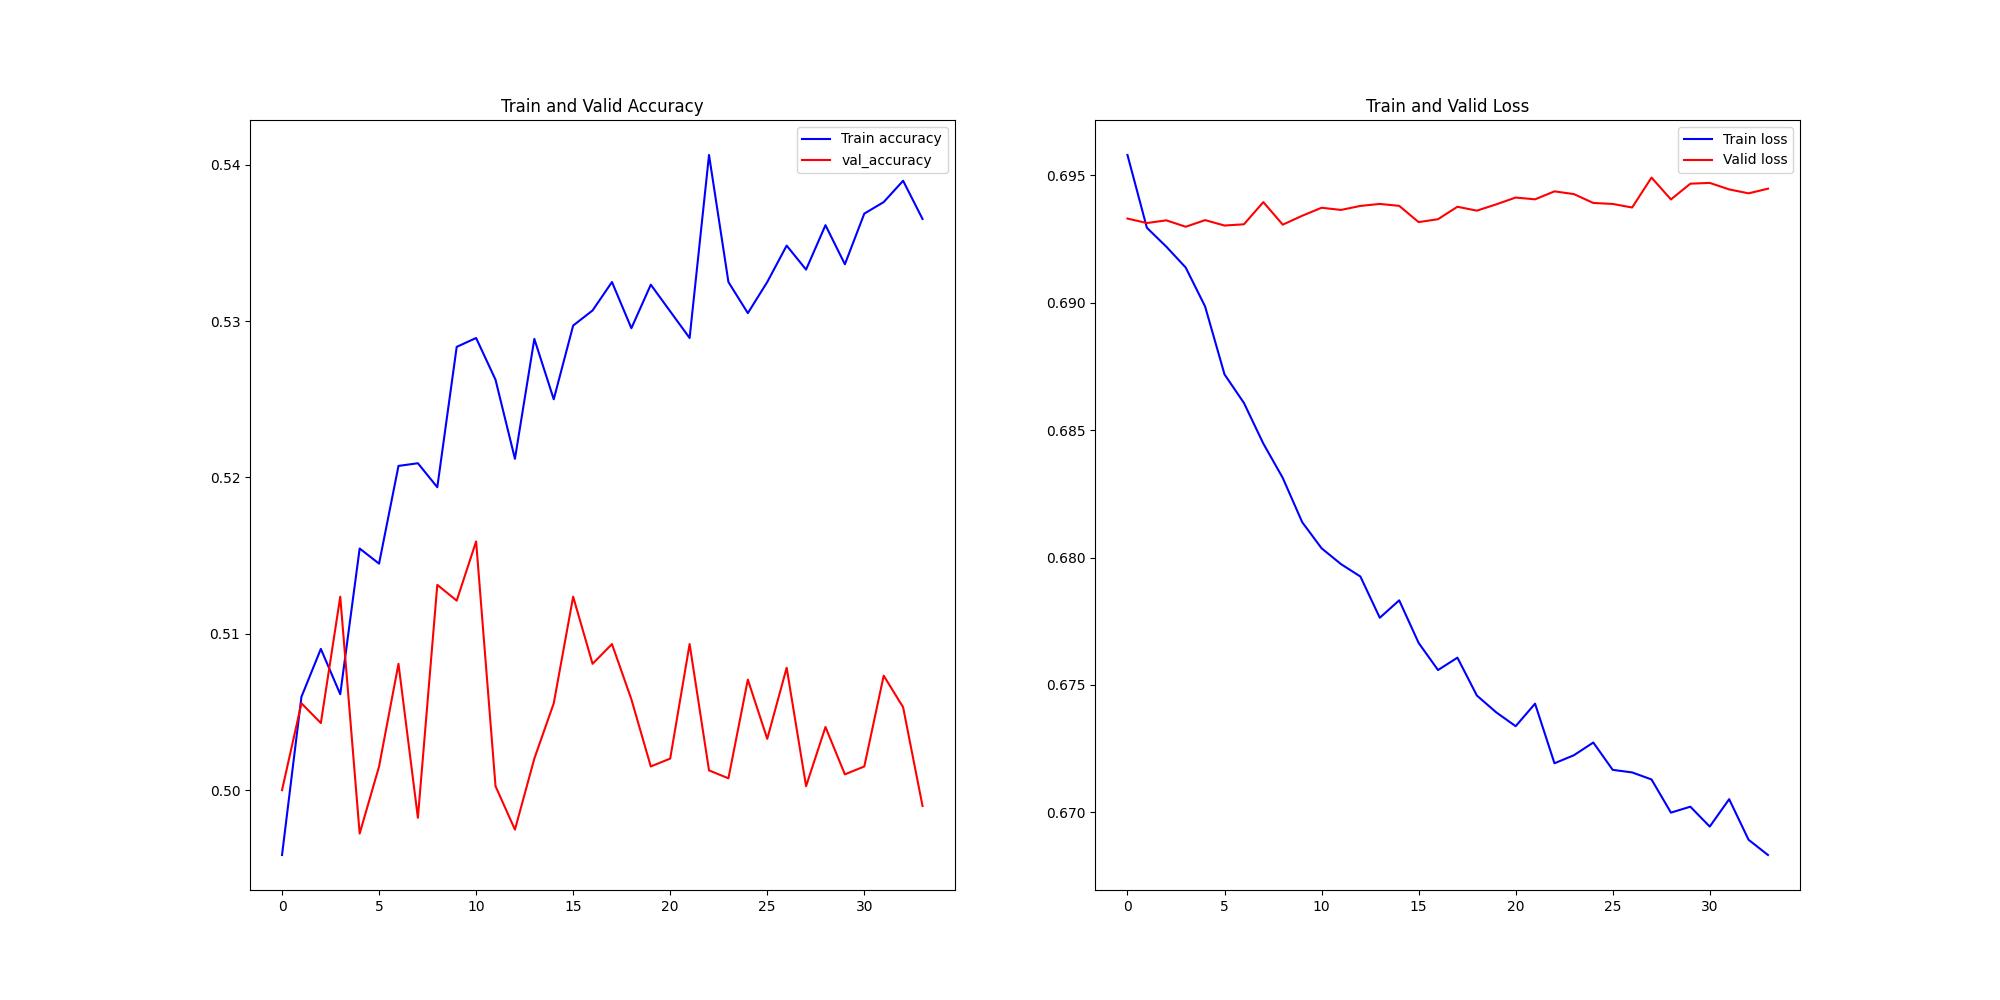 Train and Valid Accuracy
Train accuracy
val_accuracy
0.54
0.53
0.52
0.51
0.50
0 5 10 15 20 25 30
Train and Valid Loss
Train loss
Valid loss
0.695
0.690
0.685
0.680
0.675
0.670
0 5 10 15 20 25 30